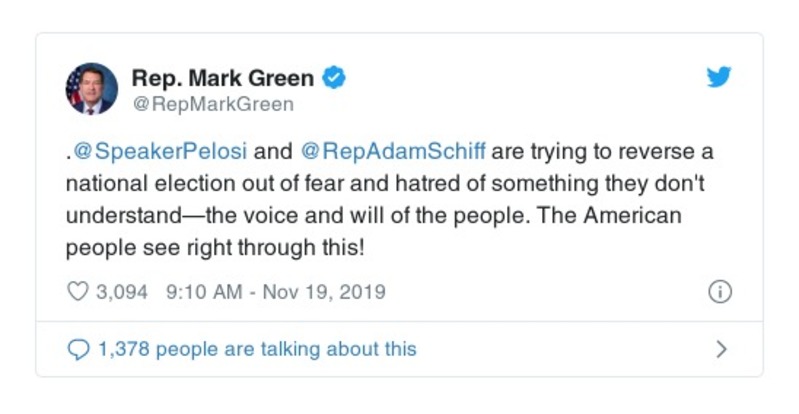 Rep. Mark Green
@RepMarkGreen
.@SpeakerPelosi and @RepAdamSchiff are trying to reverse a
national election out of fear and hatred of something they don't
understand—the voice and will of the people. The American
people see right through this!
3,094 9:10 AM - Nov 19, 2019
1,378 people are talking about this